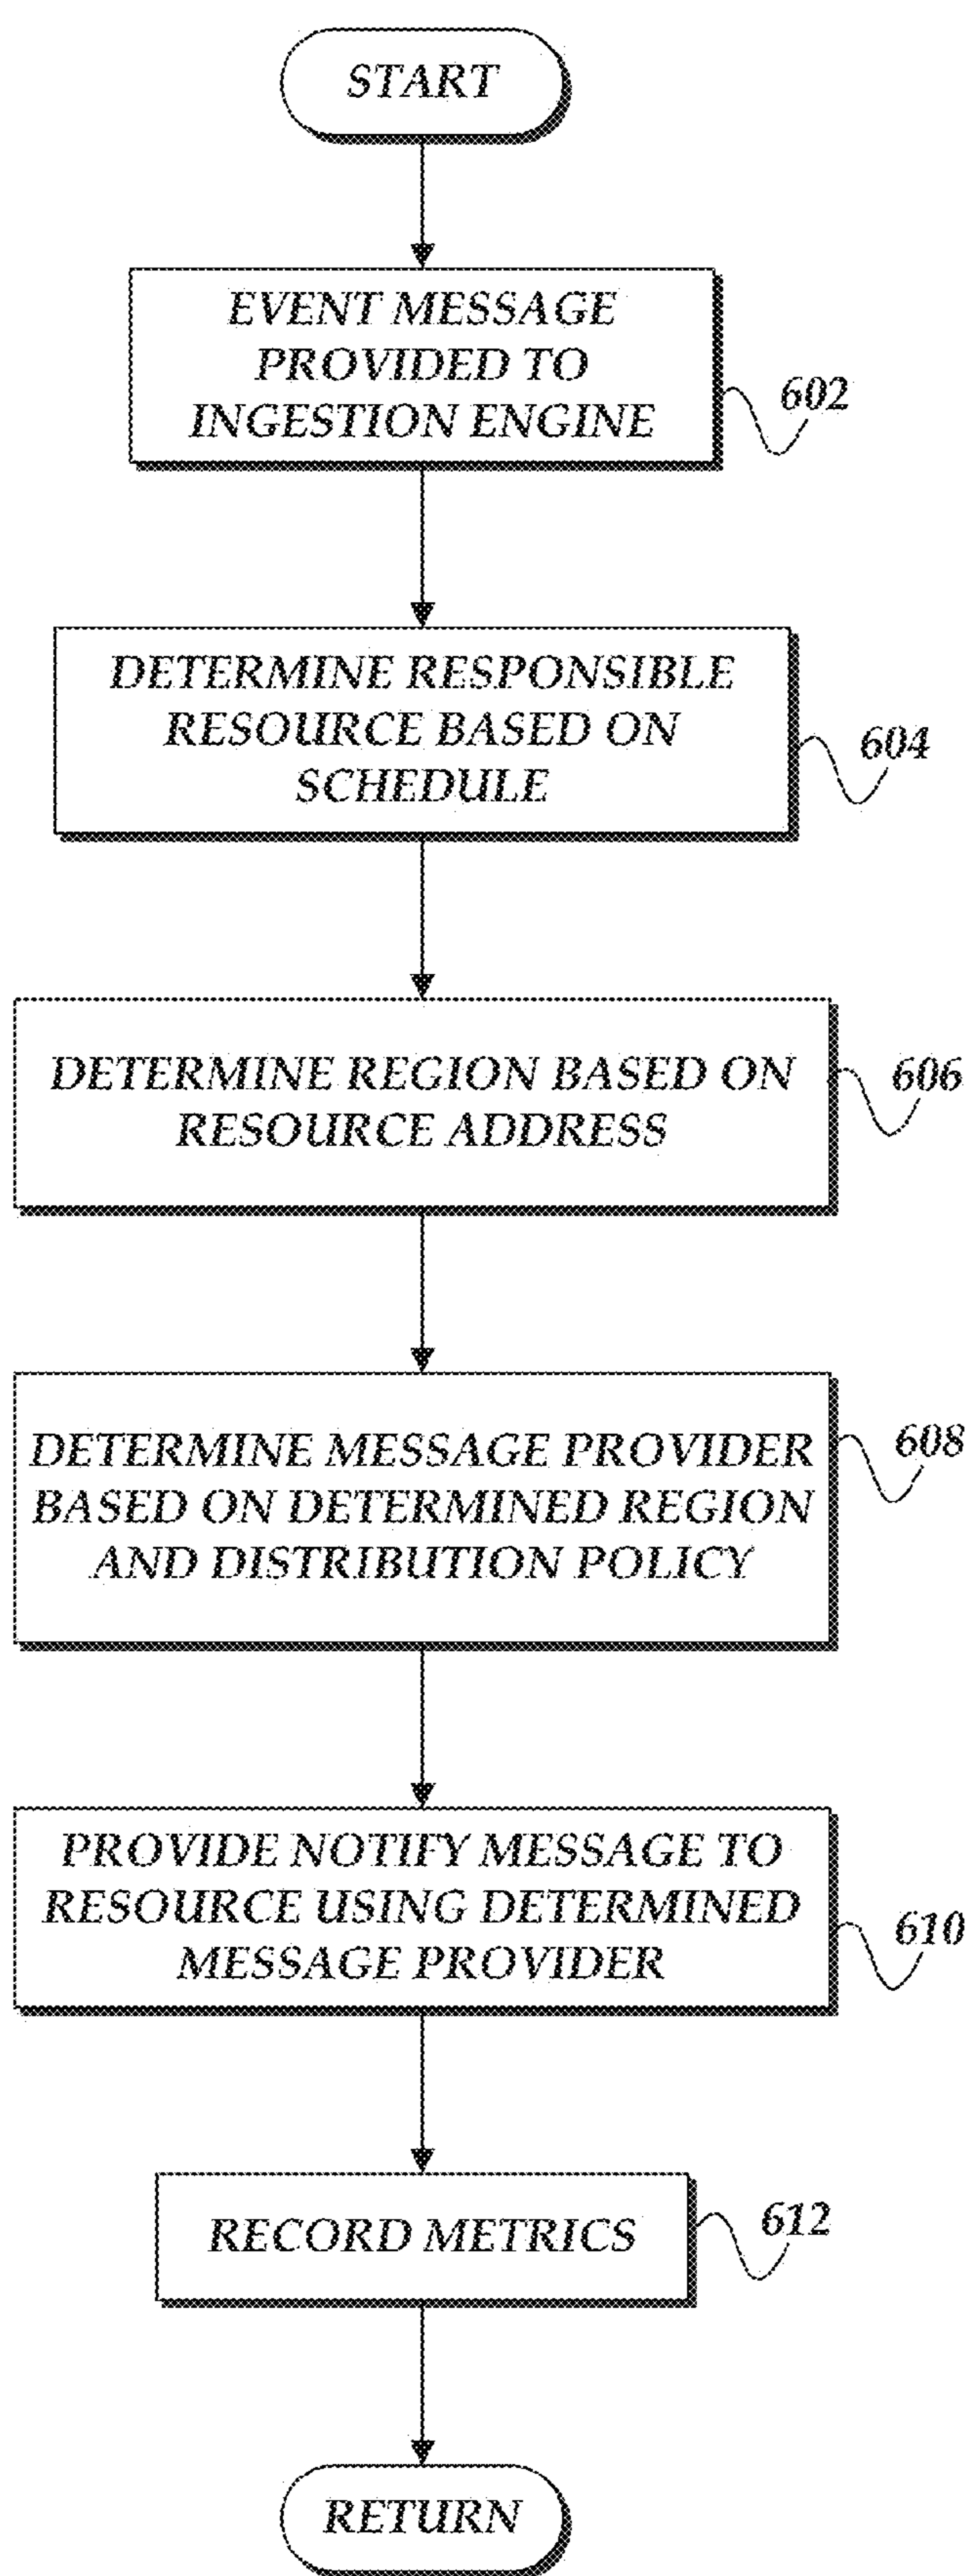 START
EVENT MESSAGE
PROVIDED TO
INGESTION ENGINE
602
DETERMINE RESPONSIBLE
RESOURCE BASED ON
SCHEDULE
604
DETERMINE REGION BASED ON
RESOURCE ADDRESS
606
DETERMINE MESSAGE PROVIDER
BASED ON DETERMINED REGION
AND DISTRIBUTION POLICY
608
PROVIDE NOTIFY MESSAGE TO
RESOURCE USING DETERMINED
MESSAGE PROVIDER
610
RECORD METRICS
612
RETURN